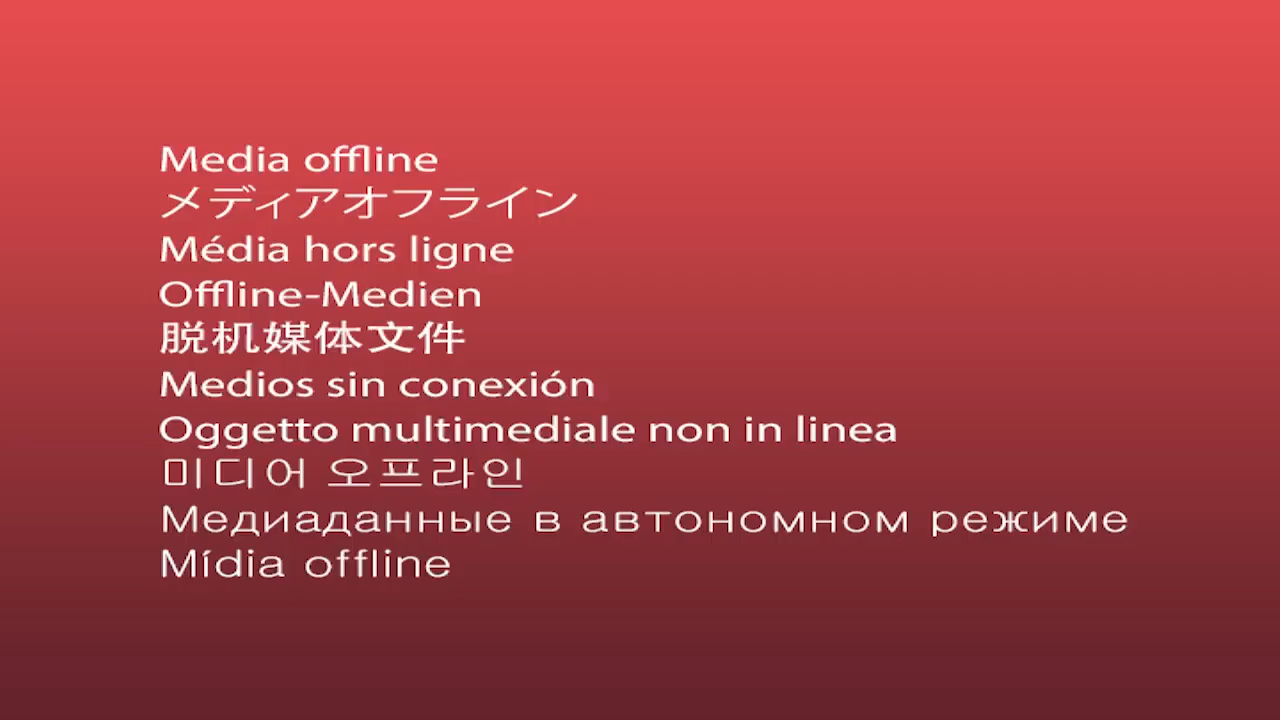 Media offline
メディアオフライン
Média hors ligne
Offline-Medien
脱机媒体文件
Medios sin conexión
Oggetto multimediale non in linea
미디어 오프라인
Медиаданные в автономном режиме
Mídia offline